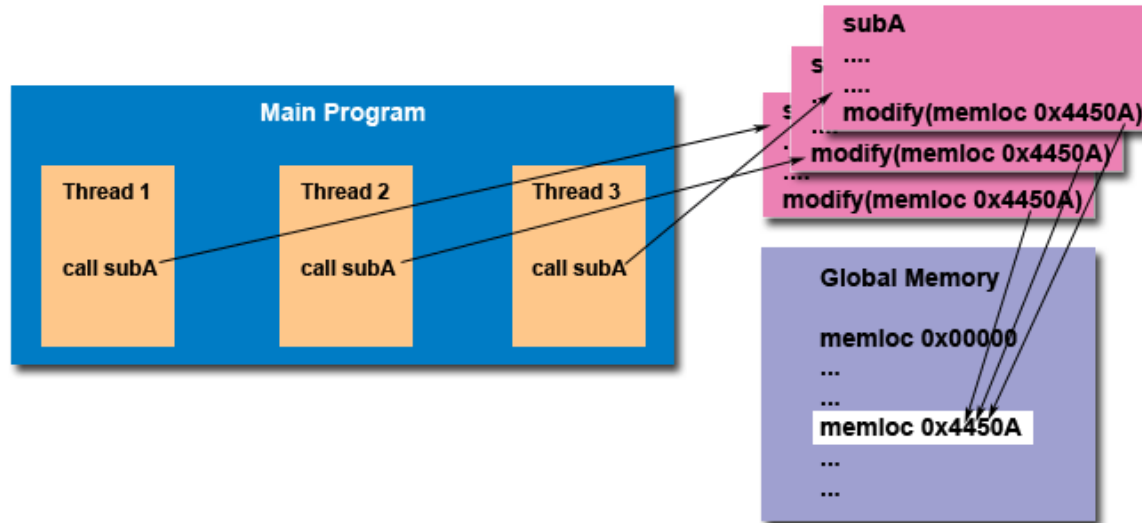 Main Program
Thread 1
call subA
Thread 2
call subA
Thread 3
call subA
subA
....
....
modify(memloc 0x4450A)
s
..
....
modify(memloc 0x4450A)
s
.
....
modify(memloc 0x4450A)
Global Memory
memloc 0x00000
...
...
memloc 0x4450A
...
...